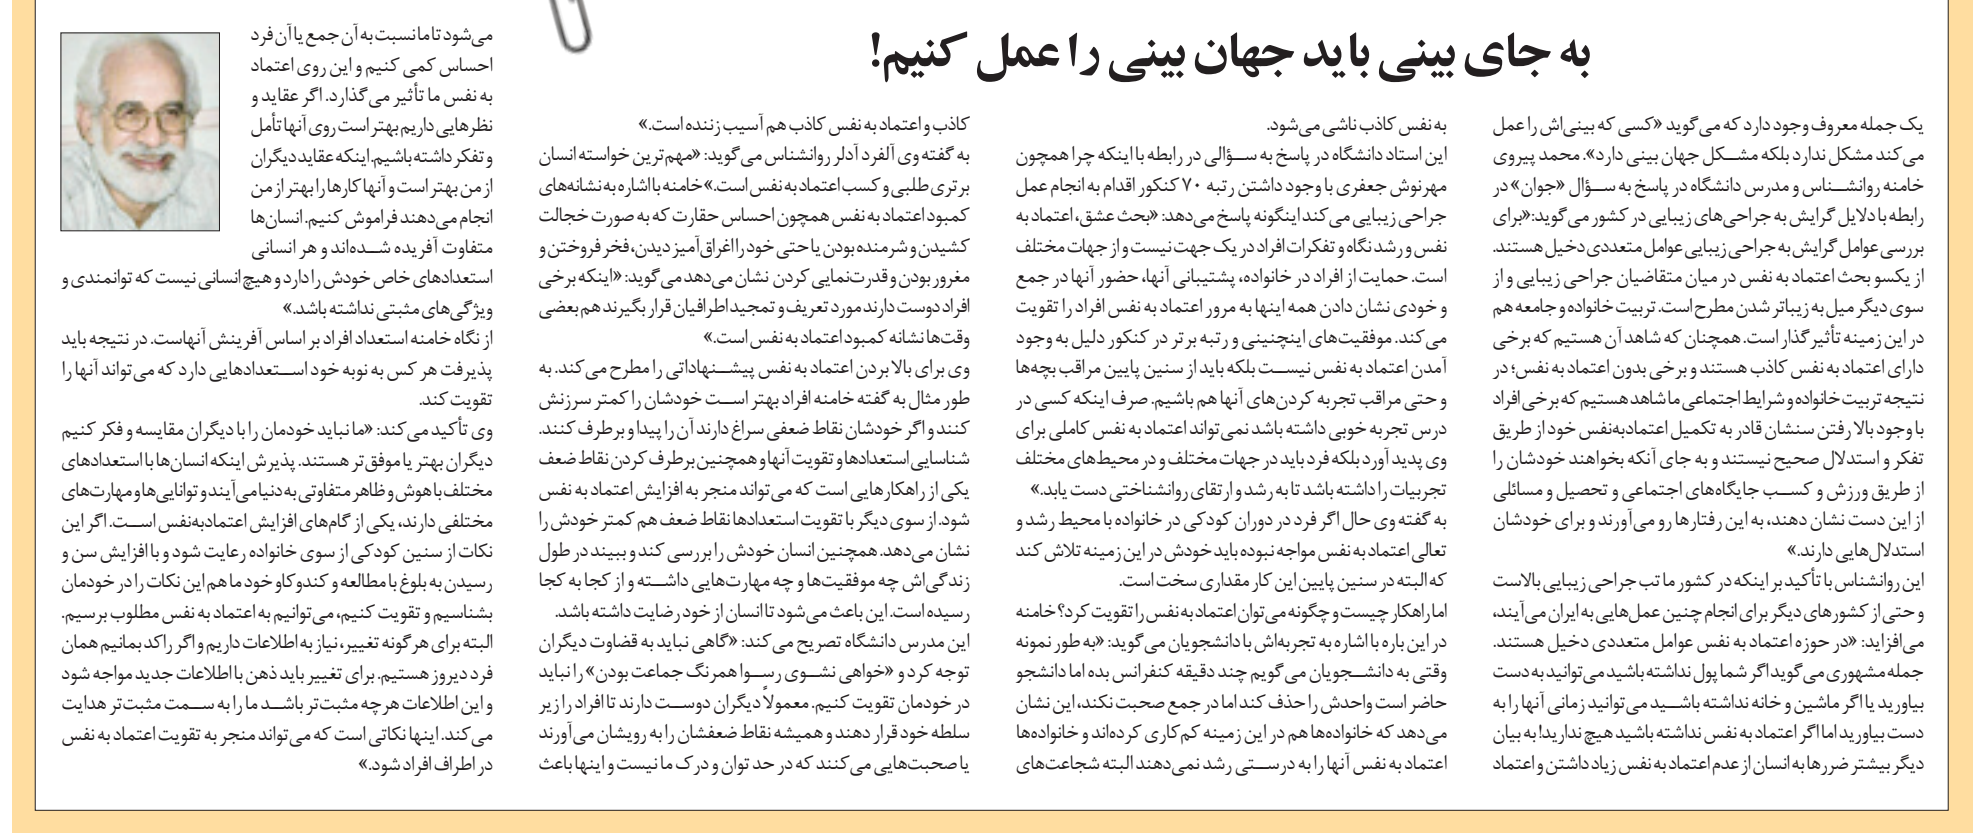 به جای بینی باید جهان بینی را عمل کنیم!
یک جمله معروف وجود دارد که می‌گوید «کسی که بینی‌اش را عمل
می‌کند مشکل ندارد بلکه مشکل جهان بینی دارد». محمد پیروی
خامنه روانشناس و مدرس دانشگاه در پاسخ به سؤال «جوان» در
رابطه با دلایل گرایش به جراحی‌های زیبایی در کشور می‌گوید: «برای
بررسی عوامل گرایش به جراحی زیبایی عوامل متعددی دخیل هستند.
از یکسو بحث اعتماد به نفس در میان متقاضیان جراحی زیبایی و از
سوی دیگر میل به زیباتر شدن مطرح است. تربیت خانواده و جامعه هم
در این زمینه تأثیرگذار است. همچنان که شاهد آن هستیم که برخی
دارای اعتماد به نفس کاذب هستند و برخی بدون اعتماد به نفس؛ در
نتیجه تربیت خانواده و شرایط اجتماعی ما شاهد هستیم که برخی افراد
با وجود بالا رفتن سنشان قادر به تکمیل اعتمادبه‌نفس خود از طریق
تفکر و استدلال صحیح نیستند و به جای آنکه بخواهند خودشان را
از طریق ورزش و کسب جایگاه‌های اجتماعی و تحصیل و مسائلی
از این دست نشان دهند، به این رفتارها رو می‌آورند و برای خودشان
استدلال‌هایی دارند.»
این روانشناس با تأکید بر اینکه در کشور ما تب جراحی زیبایی بالاست
و حتی از کشورهای دیگر برای انجام چنین عمل‌هایی به ایران می‌آیند،
می‌افزاید: «در حوزه اعتماد به نفس عوامل متعددی دخیل هستند.
جمله مشهوری می‌گوید اگر شما پول نداشته باشید می‌توانید به دست
بیاورید یا اگر ماشین و خانه نداشته باشید می‌توانید زمانی آنها را به
دست بیاورید اما اگر اعتماد به نفس نداشته باشید هیچ ندارید! به بیان
دیگر بیشتر ضررها به انسان از عدم اعتماد به نفس زیاد داشتن و اعتماد
به نفس کاذب ناشی می‌شود.
این استاد دانشگاه در پاسخ به سؤالی در رابطه با اینکه چرا همچون
مهرنوش جعفری با وجود داشتن رتبه ۷۰ کنکور اقدام به انجام عمل
جراحی زیبایی می‌کند اینگونه پاسخ می‌دهد: «بحث عشق، اعتماد به
نفس و رشد نگاه و تفکرات افراد در یک جهت نیست و از جهات مختلف
است. حمایت از افراد در خانواده، پشتیبانی آنها، حضور آنها در جمع
و خودی نشان دادن همه اینها به مرور اعتماد به نفس افراد را تقویت
می‌کند. موفقیت‌های اینچنینی و رتبه برتر در کنکور دلیل به وجود
آمدن اعتماد به نفس نیست بلکه باید از سنین پایین مراقب بچه‌ها
و حتی مراقب تجربه کردن‌های آنها هم باشیم. صرف اینکه کسی در
درس تجربه خوبی داشته باشد نمی‌تواند اعتماد به نفس کاملی برای
وی پدید آورد بلکه فرد باید در جهات مختلف و در محیط‌های مختلف
تجربیات را داشته باشد تا به رشد و ارتقای روانشناختی دست یابد.»
به گفته وی حال اگر فرد در دوران کودکی در خانواده با محیط رشد و
تعالی اعتماد به نفس مواجه نبوده باید خودش در این زمینه تلاش کند
که البته در سنین پایین این کار مقداری سخت است.
اما راهکار چیست و چگونه می‌توان اعتماد به نفس را تقویت کرد؟ خامنه
در این باره با اشاره به تجربه‌اش با دانشجویان می‌گوید: «به طور نمونه
وقتی به دانشجویان می‌گویم چند دقیقه کنفرانس بده اما دانشجو
حاضر است واحدش را حذف کند اما در جمع صحبت نکند، این نشان
می‌دهد که خانواده‌ها هم در این زمینه کم‌کاری کرده‌اند و خانواده‌ها
اعتماد به نفس آنها را به درستی رشد نمی‌دهند البته شجاعت‌های
کاذب و اعتماد به نفس کاذب هم آسیب زننده است.»
به گفته وی آلفرد آدلر روانشناس می‌گوید: «مهم‌ترین خواسته انسان
برتری طلبی و کسب اعتماد به نفس است.» خامنه با اشاره به نشانه‌های
کمبود اعتماد به نفس همچون احساس حقارت که به صورت خجالت
کشیدن و شرمنده بودن یا حتی خود را اغراق‌آمیز دیدن، فخر فروختن و
مغرور بودن و قدرت‌نمایی کردن نشان می‌دهد می‌گوید: «اینکه برخی
افراد دوست دارند مورد تعریف و تمجید اطرافیان قرار بگیرند هم بعضی
وقت‌ها نشانه کمبود اعتماد به نفس است.»
وی برای بالا بردن اعتماد به نفس پیشنهاداتی را مطرح می‌کند. به
طور مثال به گفته خامنه افراد بهتر است خودشان را کمتر سرزنش
کنند و اگر خودشان نقاط ضعفی سراغ دارند آن را پیدا و برطرف کنند.
شناسایی استعدادها و تقویت آنها و همچنین برطرف کردن نقاط ضعف
یکی از راهکارهایی است که می‌تواند منجر به افزایش اعتماد به نفس
شود. از سوی دیگر با تقویت استعدادها نقاط ضعف هم کمتر خودش را
نشان می‌دهد. همچنین انسان خودش را بررسی کند و ببیند در طول
زندگی‌اش چه موفقیت‌ها و چه مهارت‌هایی داشته و از کجا به کجا
رسیده است. این باعث می‌شود تا انسان از خود رضایت داشته باشد.
این مدرس دانشگاه تصریح می‌کند: «گاهی نباید به قضاوت دیگران
توجه کرد و «خواهی نشوی رسوا همرنگ جماعت بودن» را نباید
در خودمان تقویت کنیم. معمولاً دیگران دوست دارند تا افراد را زیر
سلطه خود قرار دهند و همیشه نقاط ضعفشان را به رویشان می‌آورند
یا صحبت‌هایی می‌کنند که در حد توان و درک ما نیست و اینها باعث
می‌شود تا ما نسبت به آن جمع یا آن فرد
احساس کمی کنیم و این روی اعتماد
به نفس ما تأثیر می‌گذارد. اگر عقاید و
نظرهایی داریم بهتر است روی آنها تأمل
و تفکر داشته باشیم. اینکه عقاید دیگران
از من بهتر است و آنها کارها را بهتر از من
انجام می‌دهند فراموش کنیم. انسان‌ها
متفاوت آفریده شده‌اند و هر انسانی
استعدادهای خاص خودش را دارد و هیچ انسانی نیست که توانمندی و
ویژگی‌های مثبتی نداشته باشد.»
از نگاه خامنه استعداد افراد بر اساس آفرینش آنهاست. در نتیجه باید
پذیرفت هر کس به نوبه خود استعدادهایی دارد که می‌تواند آنها را
تقویت کند.
وی تأکید می‌کند: «ما نباید خودمان را با دیگران مقایسه و فکر کنیم
دیگران بهتر یا موفق‌تر هستند. پذیرش اینکه انسان‌ها با استعدادهای
مختلف با هوش و ظاهر متفاوتی به دنیا می‌آیند و توانایی‌ها و مهارت‌های
مختلفی دارند، یکی از گام‌های افزایش اعتمادبه‌نفس است. اگر این
نکات از سنین کودکی از سوی خانواده رعایت شود و با افزایش سن و
رسیدن به بلوغ با مطالعه و کندوکاو خود ما هم این نکات را در خودمان
بشناسیم و تقویت کنیم، می‌توانیم به اعتماد به نفس مطلوب برسیم.
البته برای هر گونه تغییر، نیاز به اطلاعات داریم و اگر راکد بمانیم همان
فرد دیروز هستیم. برای تغییر باید ذهن با اطلاعات جدید مواجه شود
و این اطلاعات هرچه مثبت‌تر باشد ما را به سمت مثبت‌تر هدایت
می‌کند. اینها نکاتی است که می‌تواند منجر به تقویت اعتماد به نفس
در اطراف افراد شود.»